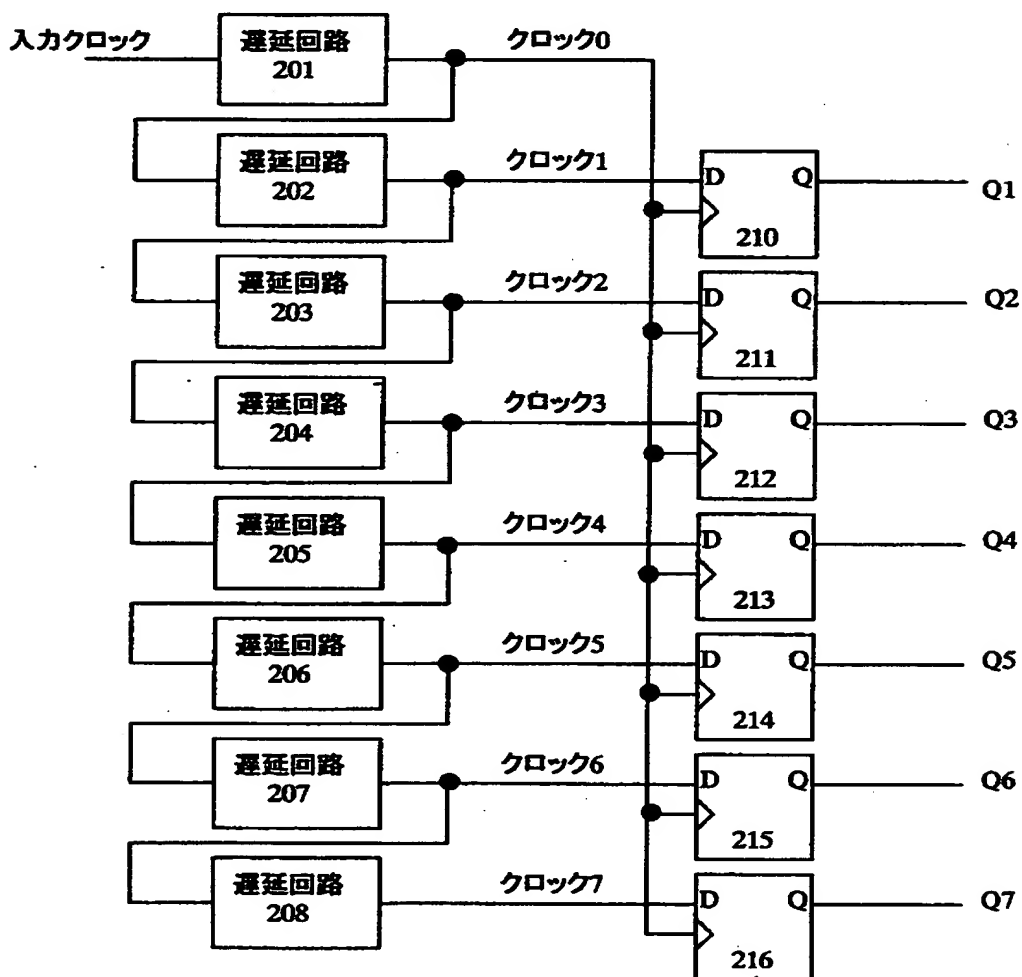 入力クロック
遅延回路
201
クロック0
遅延回路
202
クロック1
D Q
210
Q1
遅延回路
203
クロック2
D Q
211
Q2
遅延回路
204
クロック3
D Q
212
Q3
遅延回路
205
クロック4
D Q
213
Q4
遅延回路
206
クロック5
D Q
214
Q5
遅延回路
207
クロック6
D Q
215
Q6
遅延回路
208
クロック7
D Q
216
Q7